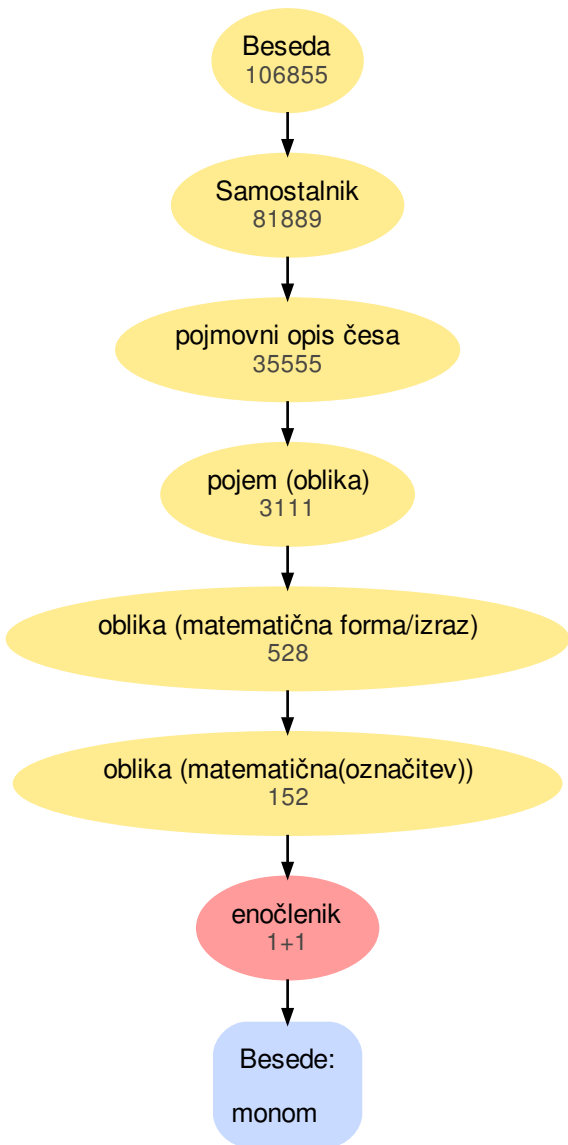 Beseda
106855
Samostalnik
81889
pojmovni opis česa
35555
pojem (oblika)
3111
oblika (matematična forma/izraz)
528
oblika (matematična(označitev))
152
enočlenik
1+1
Besede:
monom